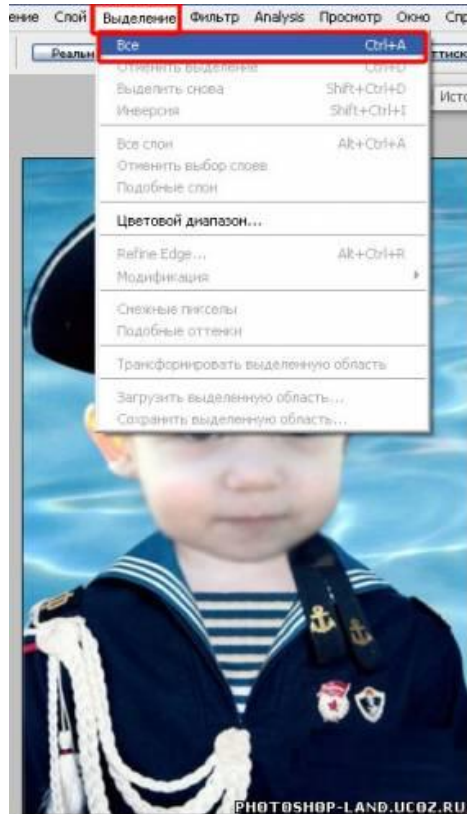 ение Слой Выделение Фильтр Analysis Просмотр Окно Спр
Реальн
ттиск
Все Ctrl+A
Отменить выделение Ctrl+D
Выделить снова Shift+Ctrl+D
Исто
Инверсия Shift+Ctrl+I
Все слои Alt+Ctrl+A
Отменить выбор слоев
Подобные слои
Цветовой диапазон...
Refine Edge... Alt+Ctrl+R
Модификация
Смежные пикселы
Подобные оттенки
Трансформировать выделенную область
Загрузить выделенную область...
Сохранить выделенную область...
PHOTOSHOP-LAND.UCOZ.RU